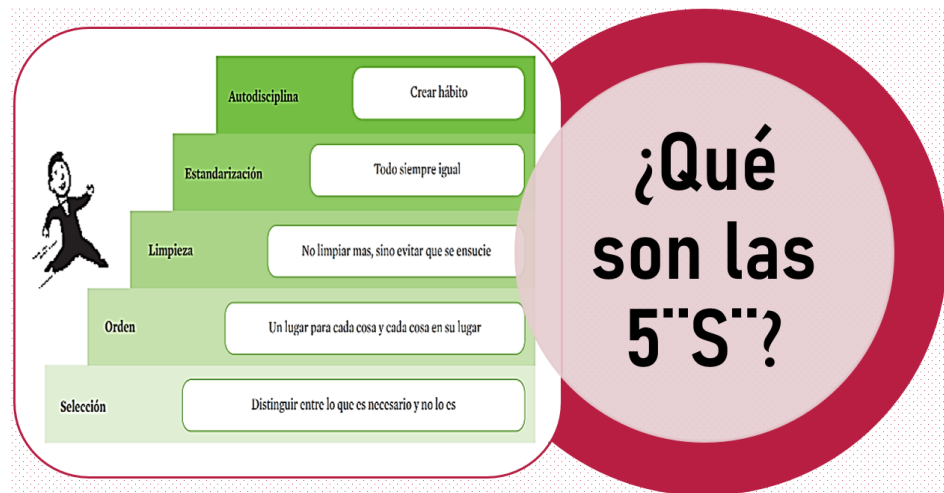 Autodisciplina
Crear hábito
Estandarización
Todo siempre igual
Limpieza
No limpiar mas, sino evitar que se ensucie
Orden
Un lugar para cada cosa y cada cosa en su lugar
Selección
Distinguir entre lo que es necesario y no lo es
¿Qué
son las
5¨S¨?